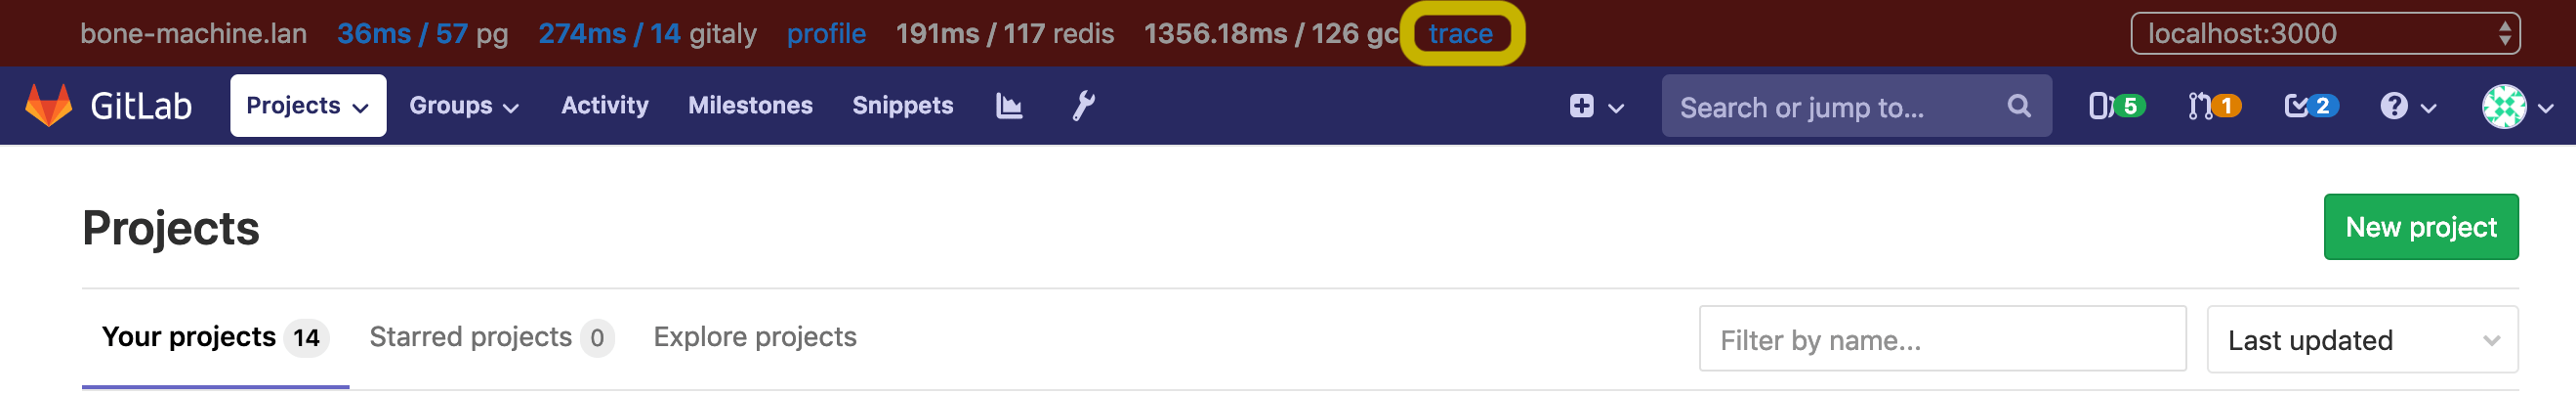 bone-machine.lan 36ms / 57 pg 274ms / 14 gitaly profile 191ms / 117 redis 1356.18ms / 126 gc trace localhost:3000
GitLab Projects Groups Activity Milestones Snippets Search or jump to... 5 1 2
Projects New project
Your projects 14 Starred projects 0 Explore projects Filter by name... Last updated